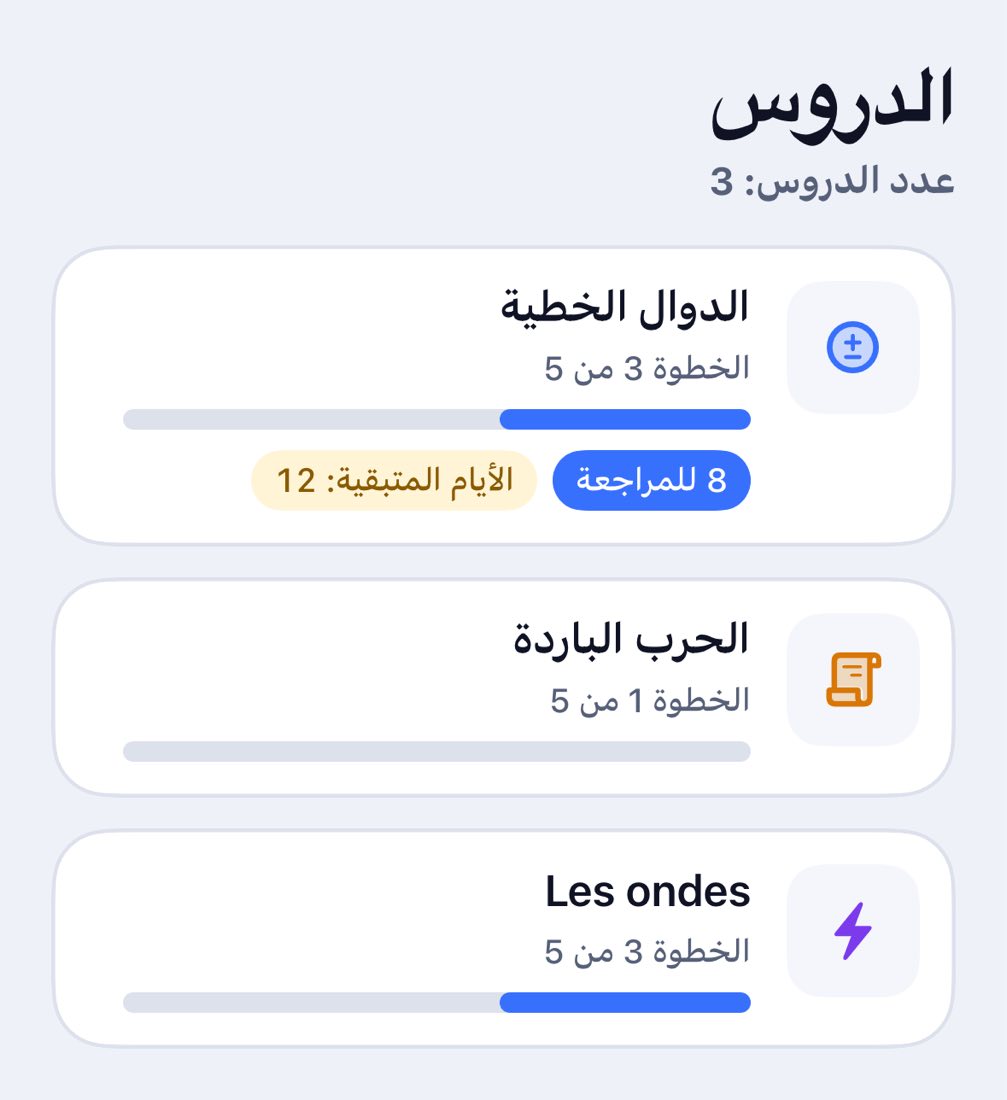 الدروس
عدد الدروس: 3
الدوال الخطية
الخطوة 3 من 5
8 للمراجعة
الأيام المتبقية: 12
الحرب الباردة
الخطوة 1 من 5
Les ondes
الخطوة 3 من 5